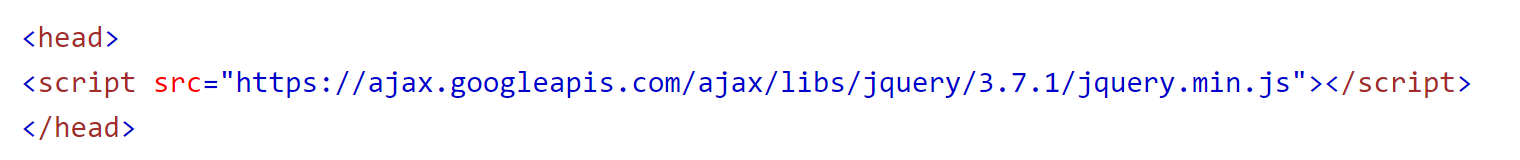 <head>
<script src="https://ajax.googleapis.com/ajax/libs/jquery/3.7.1/jquery.min.js"></script>
</head>